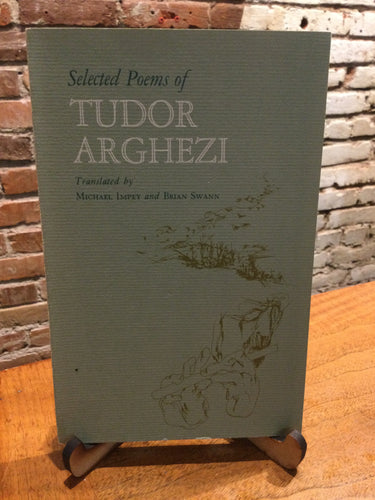 Selected Poems of
TUDOR
ARGHEZI
Translated by
MICHAEL IMPEY and BRIAN SWANN